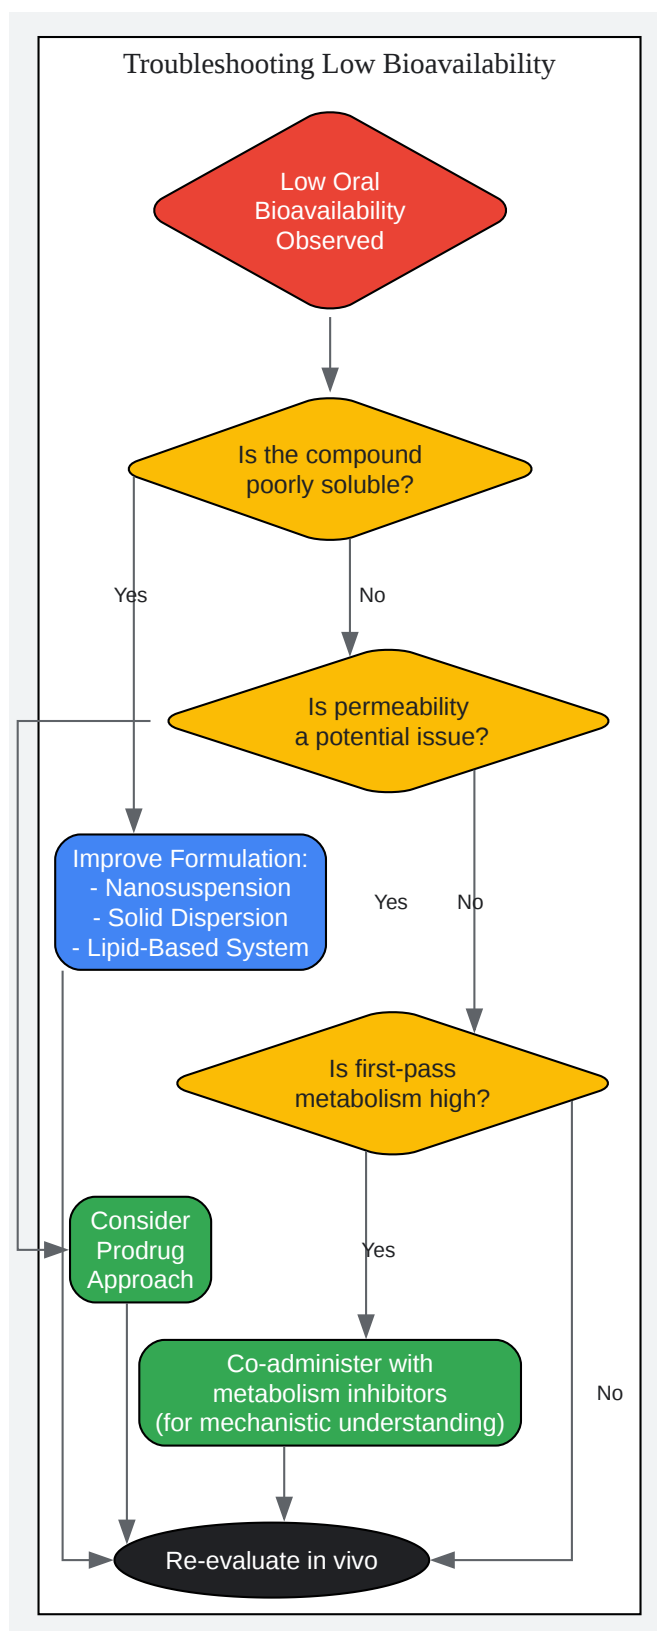 Troubleshooting Low Bioavailability
Low Oral
Bioavailability
Observed
Is the compound
poorly soluble?
Yes
No
Is permeability
a potential issue?
Improve Formulation:
- Nanosuspension
- Solid Dispersion
- Lipid-Based System
Yes
No
Is first-pass
metabolism high?
Consider
Prodrug
Approach
Yes
Co-administer with
metabolism inhibitors
(for mechanistic understanding)
No
Re-evaluate in vivo